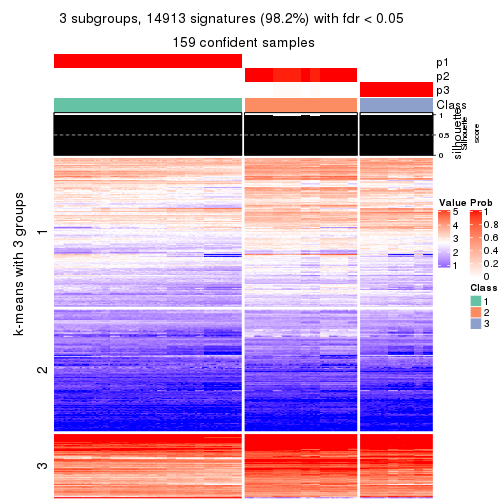 3 subgroups, 14913 signatures (98.2%) with fdr < 0.05
159 confident samples
p1
p2
p3
Class
silhouette
Silhouette
score
1
0.5
0
k-means with 3 groups
1
2
3
Value
5
4
3
2
1
Prob
1
0.8
0.6
0.4
0.2
0
Class
1
2
3